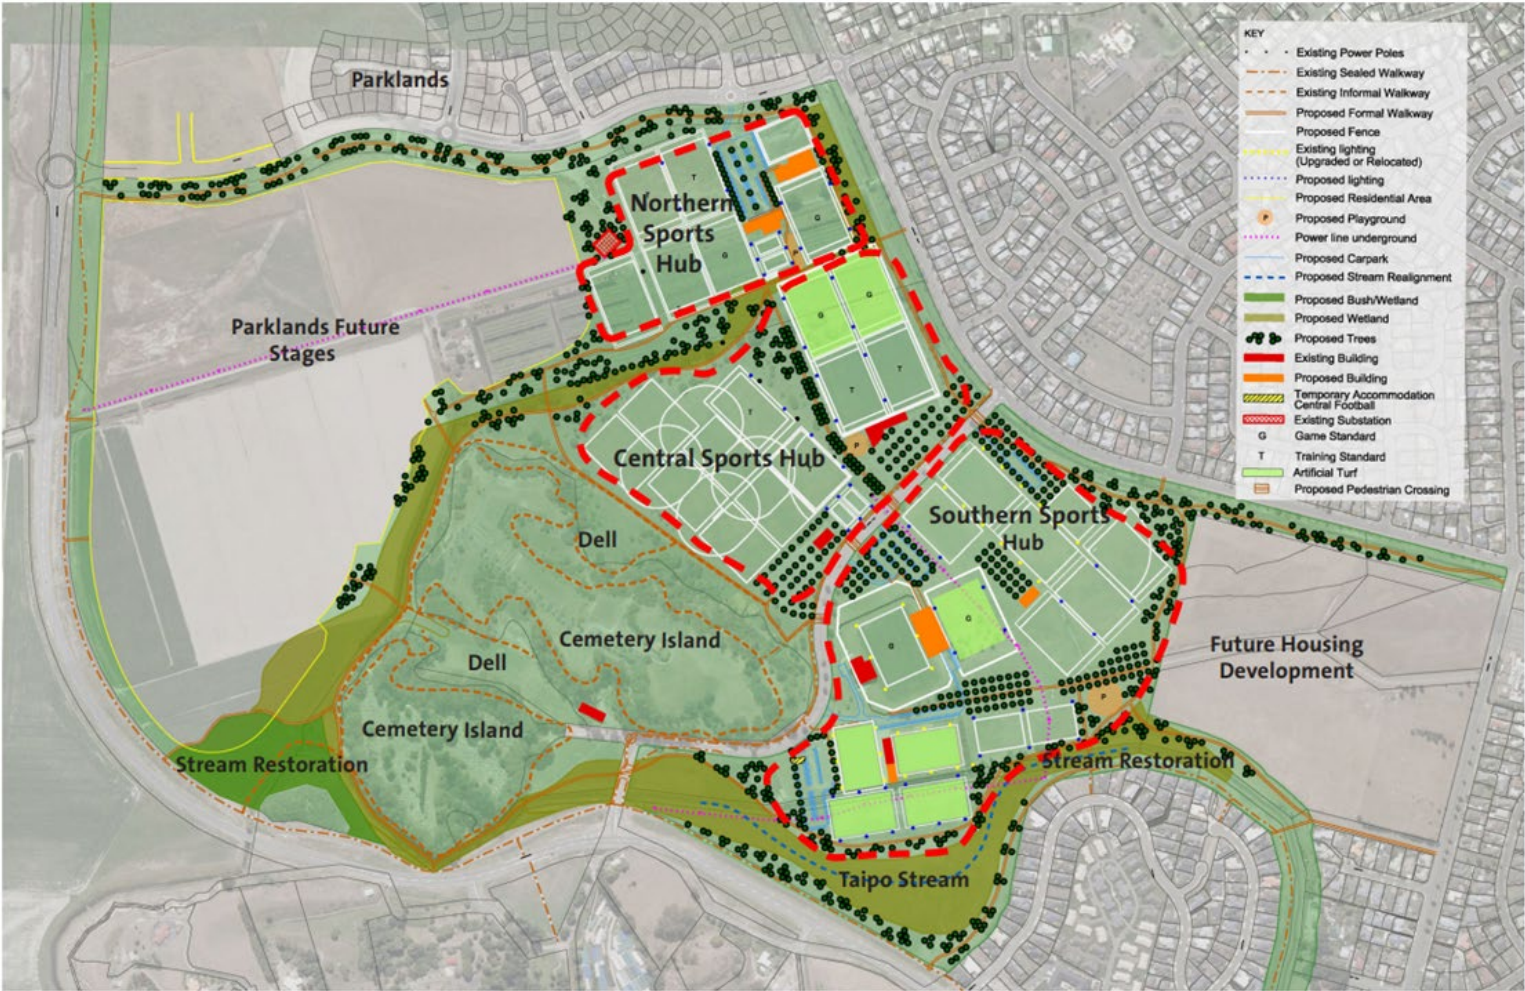 Parklands
Northern
Sports
Hub
Parklands Future
Stages
Central Sports Hub
Southern Sports
Hub
Dell
Cemetery Island
Dell
Cemetery Island
Future Housing
Development
Stream Restoration
Stream Restoration
Taipo Stream
T
G
G
G
G
T
T
T
P
G
G
P
KEY
Existing Power Poles
Existing Sealed Walkway
Existing Informal Walkway
Proposed Formal Walkway
Proposed Fence
Existing lighting
(Upgraded or Relocated)
Proposed lighting
Proposed Residential Area
P Proposed Playground
Power line underground
Proposed Carpark
Proposed Stream Realignment
Proposed Bush/Wetland
Proposed Wetland
Proposed Trees
Existing Building
Proposed Building
Temporary Accommodation
Central Football
Existing Substation
G Game Standard
T Training Standard
Artificial Turf
Proposed Pedestrian Crossing